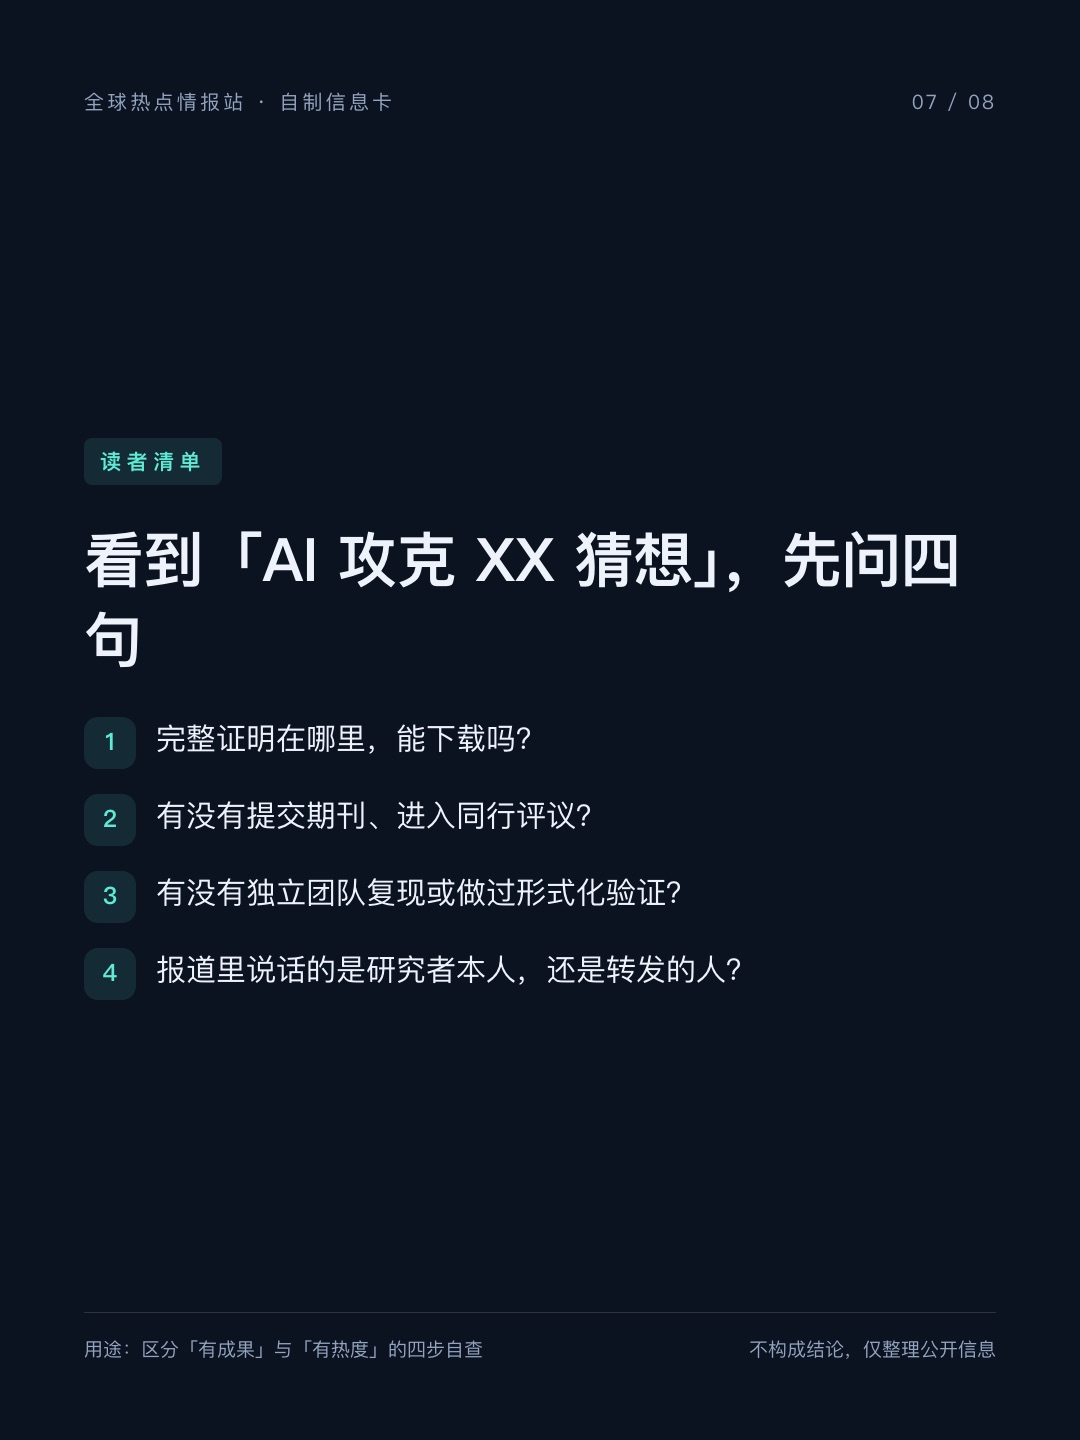 全球热点情报站 · 自制信息卡
07 / 08
读者清单
看到「AI 攻克 XX 猜想」，先问四
句
1 完整证明在哪里，能下载吗？
2 有没有提交期刊、进入同行评议？
3 有没有独立团队复现或做过形式化验证？
4 报道里说话的是研究者本人，还是转发的人？
用途：区分「有成果」与「有热度」的四步自查
不构成结论，仅整理公开信息